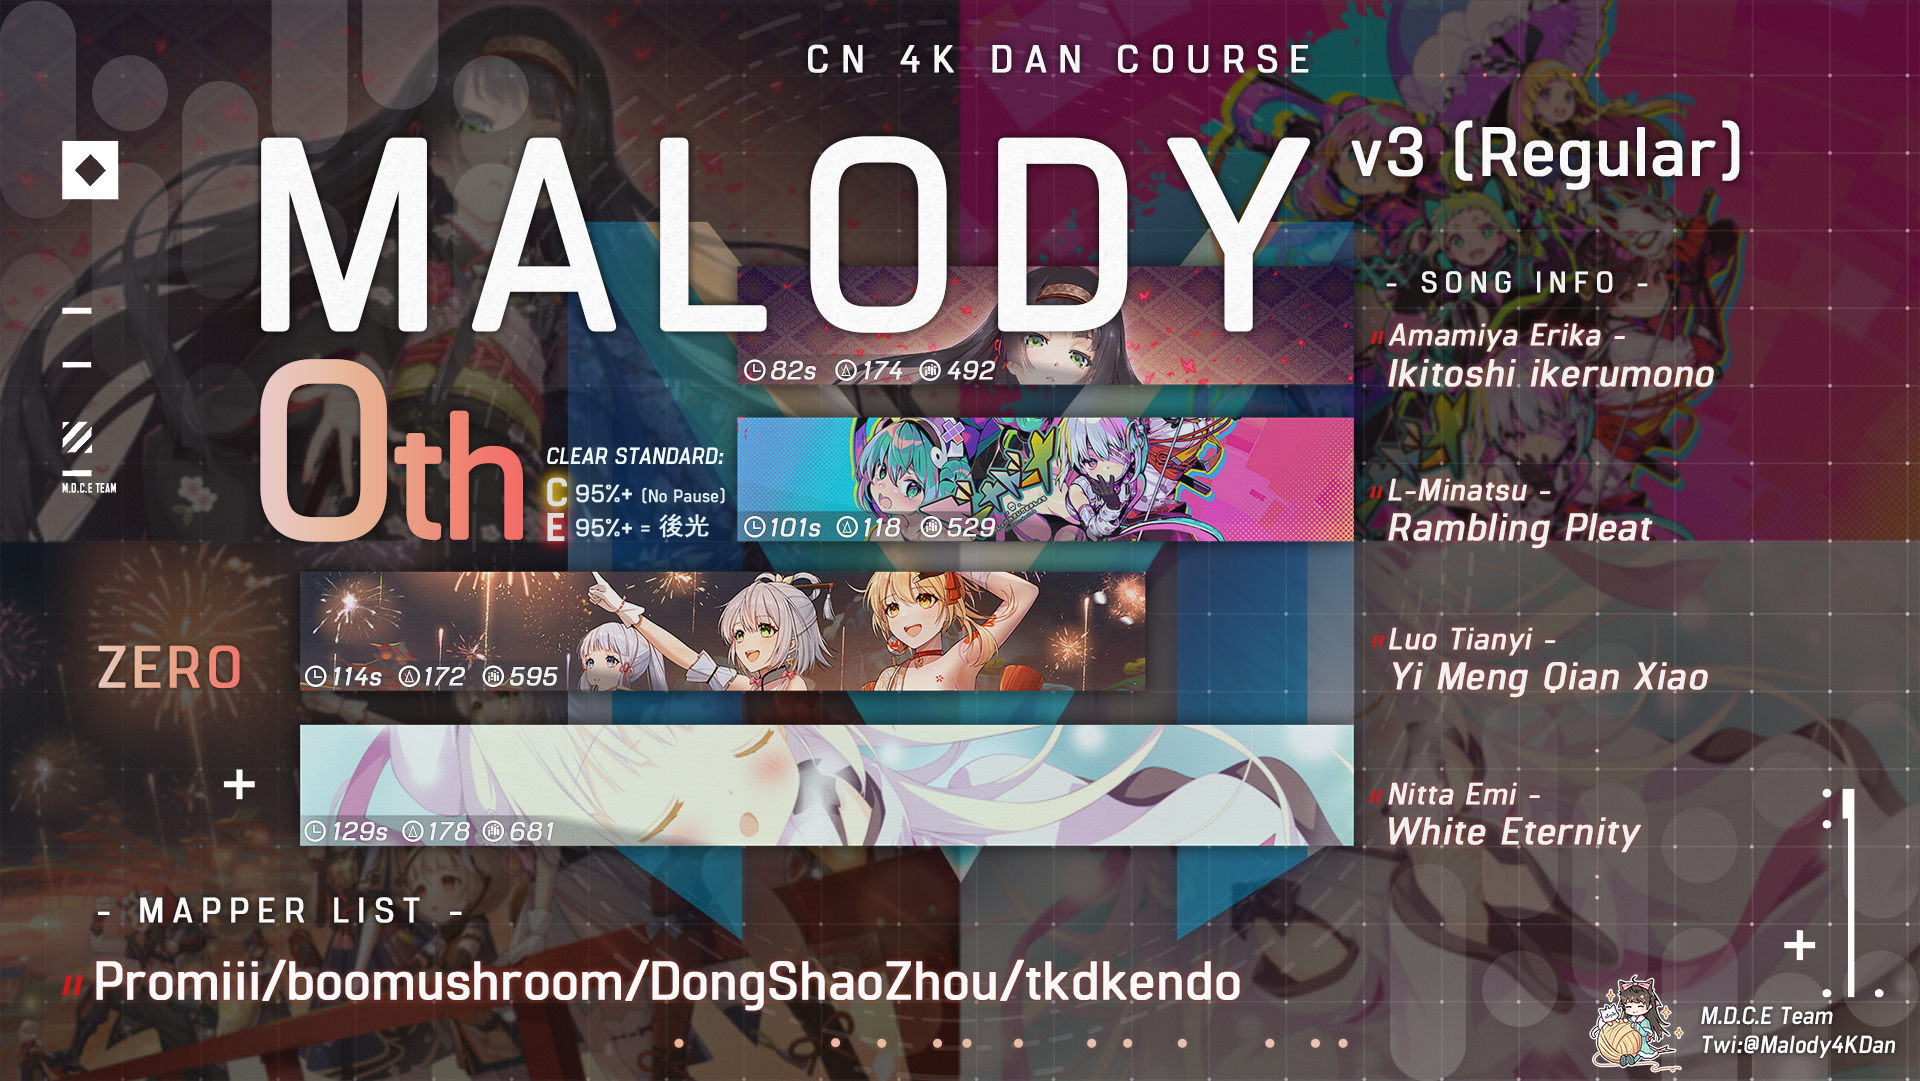 CN 4K DAN COURSE
MALODY
v3 (Regular)
0th
CLEAR STANDARD:
C 95%+ (No Pause)
E 95%+ = 後光
82s 174 492
101s 118 529
ZERO
114s 172 595
129s 178 681
- SONG INFO -
Amamiya Erika -
Ikitoshi ikerumono
L-Minatsu -
Rambling Pleat
Luo Tianyi -
Yi Meng Qian Xiao
Nitta Emi -
White Eternity
M.D.C.E TEAM
- MAPPER LIST -
Promiii/boomushroom/DongShaoZhou/tkdkendo
M.D.C.E Team
Twi:@Malody4KDan